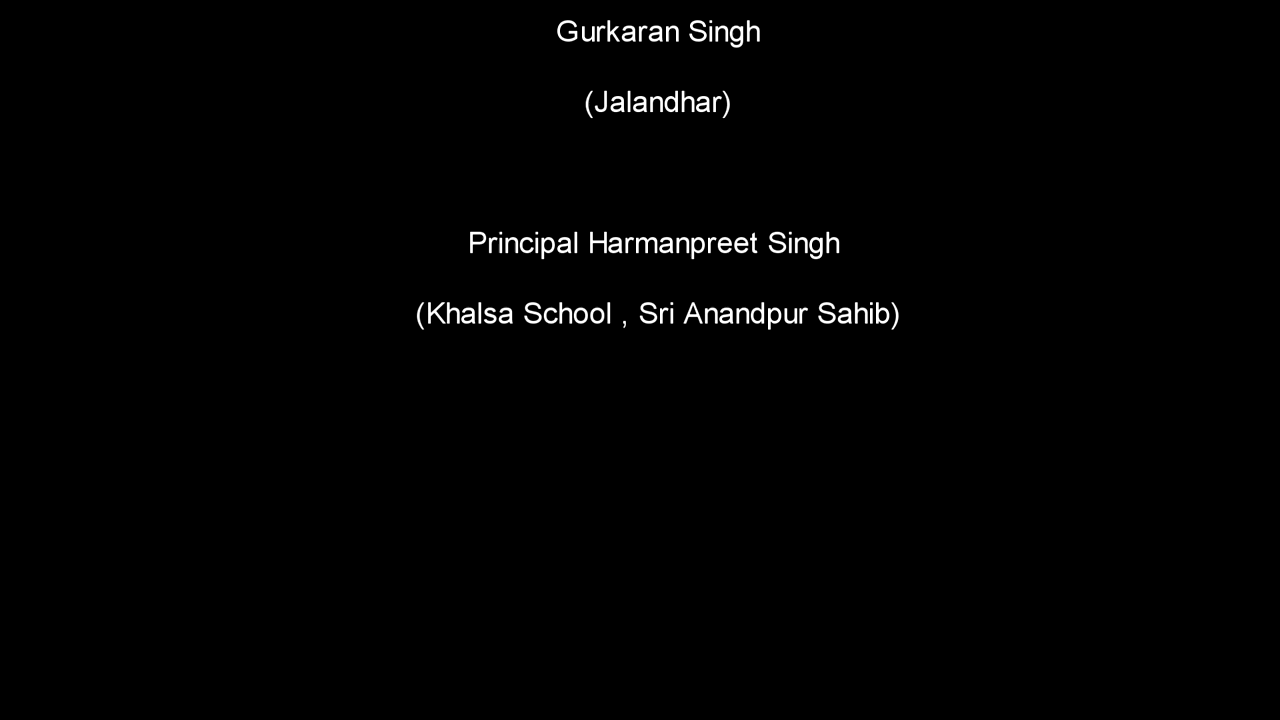 Gurkaran Singh
(Jalandhar)
Principal Harmanpreet Singh
(Khalsa School , Sri Anandpur Sahib)